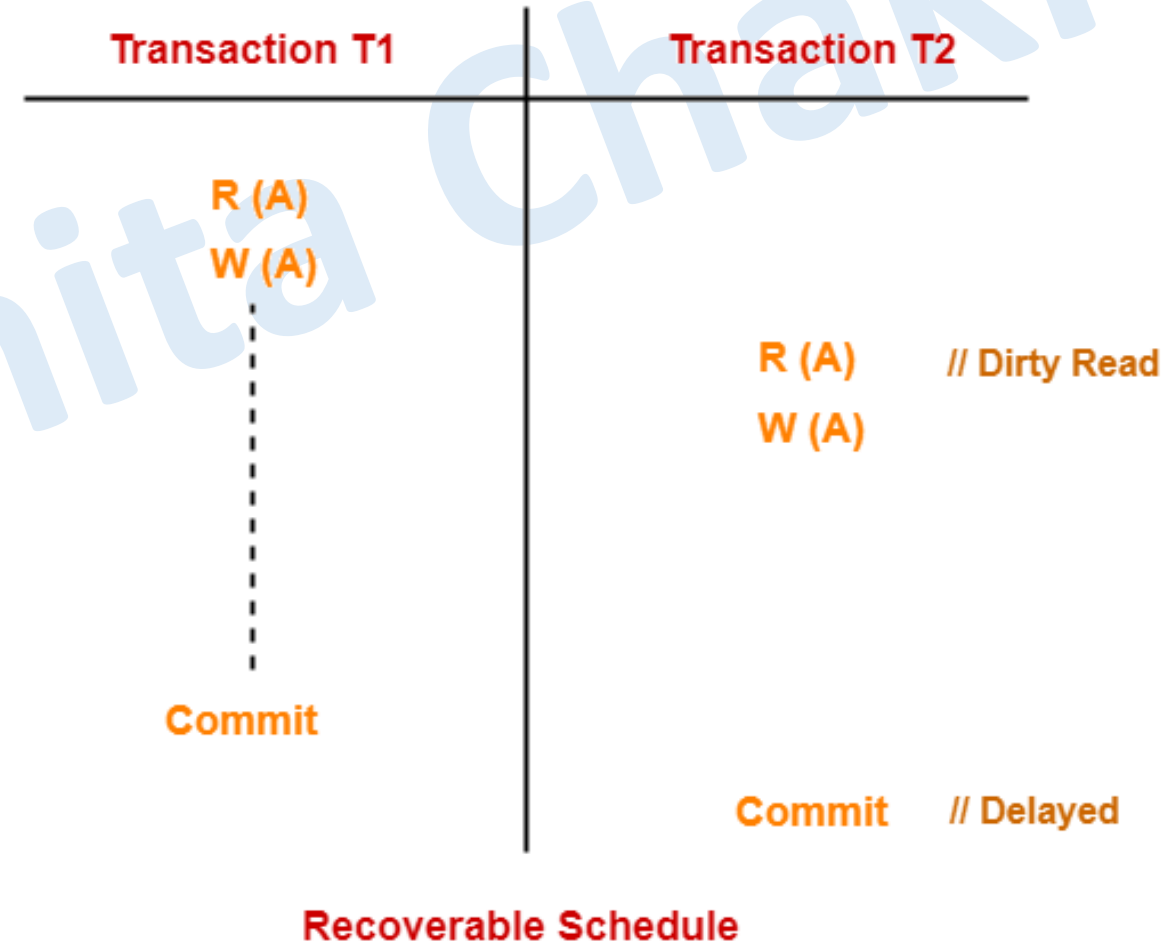 Transaction T1 Transaction T2
R (A)
W (A)
R (A) // Dirty Read
W (A)
Commit
Commit // Delayed
Recoverable Schedule